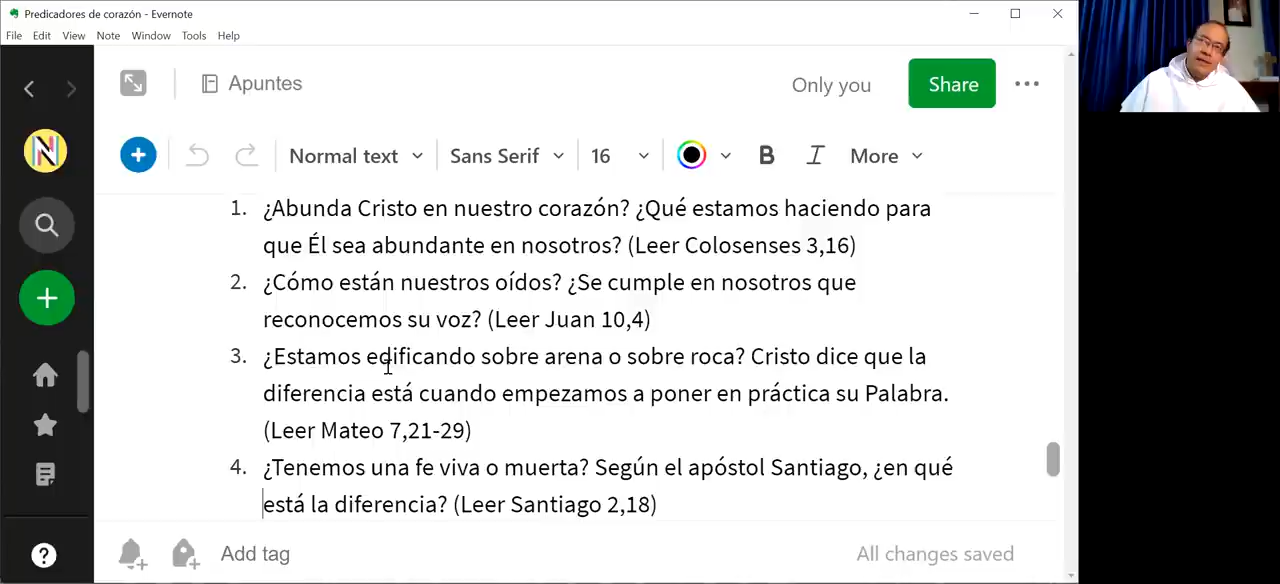 Predicadores de corazón - Evernote
File Edit View Note Window Tools Help
Apuntes
Only you
Share
Normal text
Sans Serif
16
B
I
More
1. ¿Abunda Cristo en nuestro corazón? ¿Qué estamos haciendo para
que Él sea abundante en nosotros? (Leer Colosenses 3,16)
2. ¿Cómo están nuestros oídos? ¿Se cumple en nosotros que
reconocemos su voz? (Leer Juan 10,4)
3. ¿Estamos edificando sobre arena o sobre roca? Cristo dice que la
diferencia está cuando empezamos a poner en práctica su Palabra.
(Leer Mateo 7,21-29)
4. ¿Tenemos una fe viva o muerta? Según el apóstol Santiago, ¿en qué
está la diferencia? (Leer Santiago 2,18)
Add tag
All changes saved